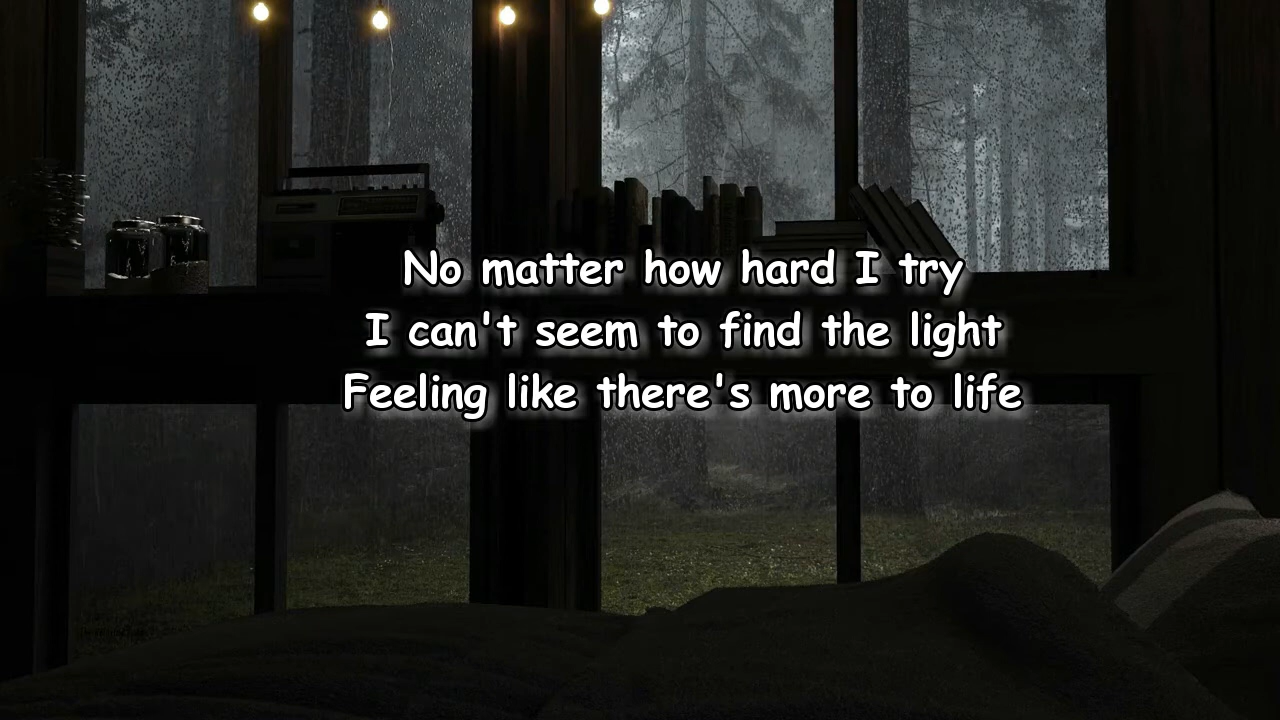 No matter how hard I try
I can't seem to find the light
Feeling like there's more to life